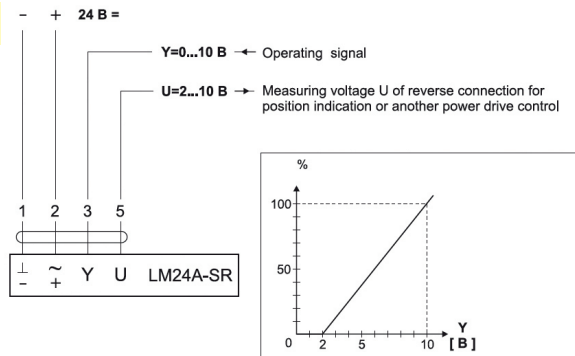 - + 24 B =
Y=0...10 B Operating signal
U=2...10 B Measuring voltage U of reverse connection for
position indication or another power drive control
1 2 3 5
⊥ ~ Y U LM24A-SR
- +
%
100
50
0 2 5 10
Y
[ B ]